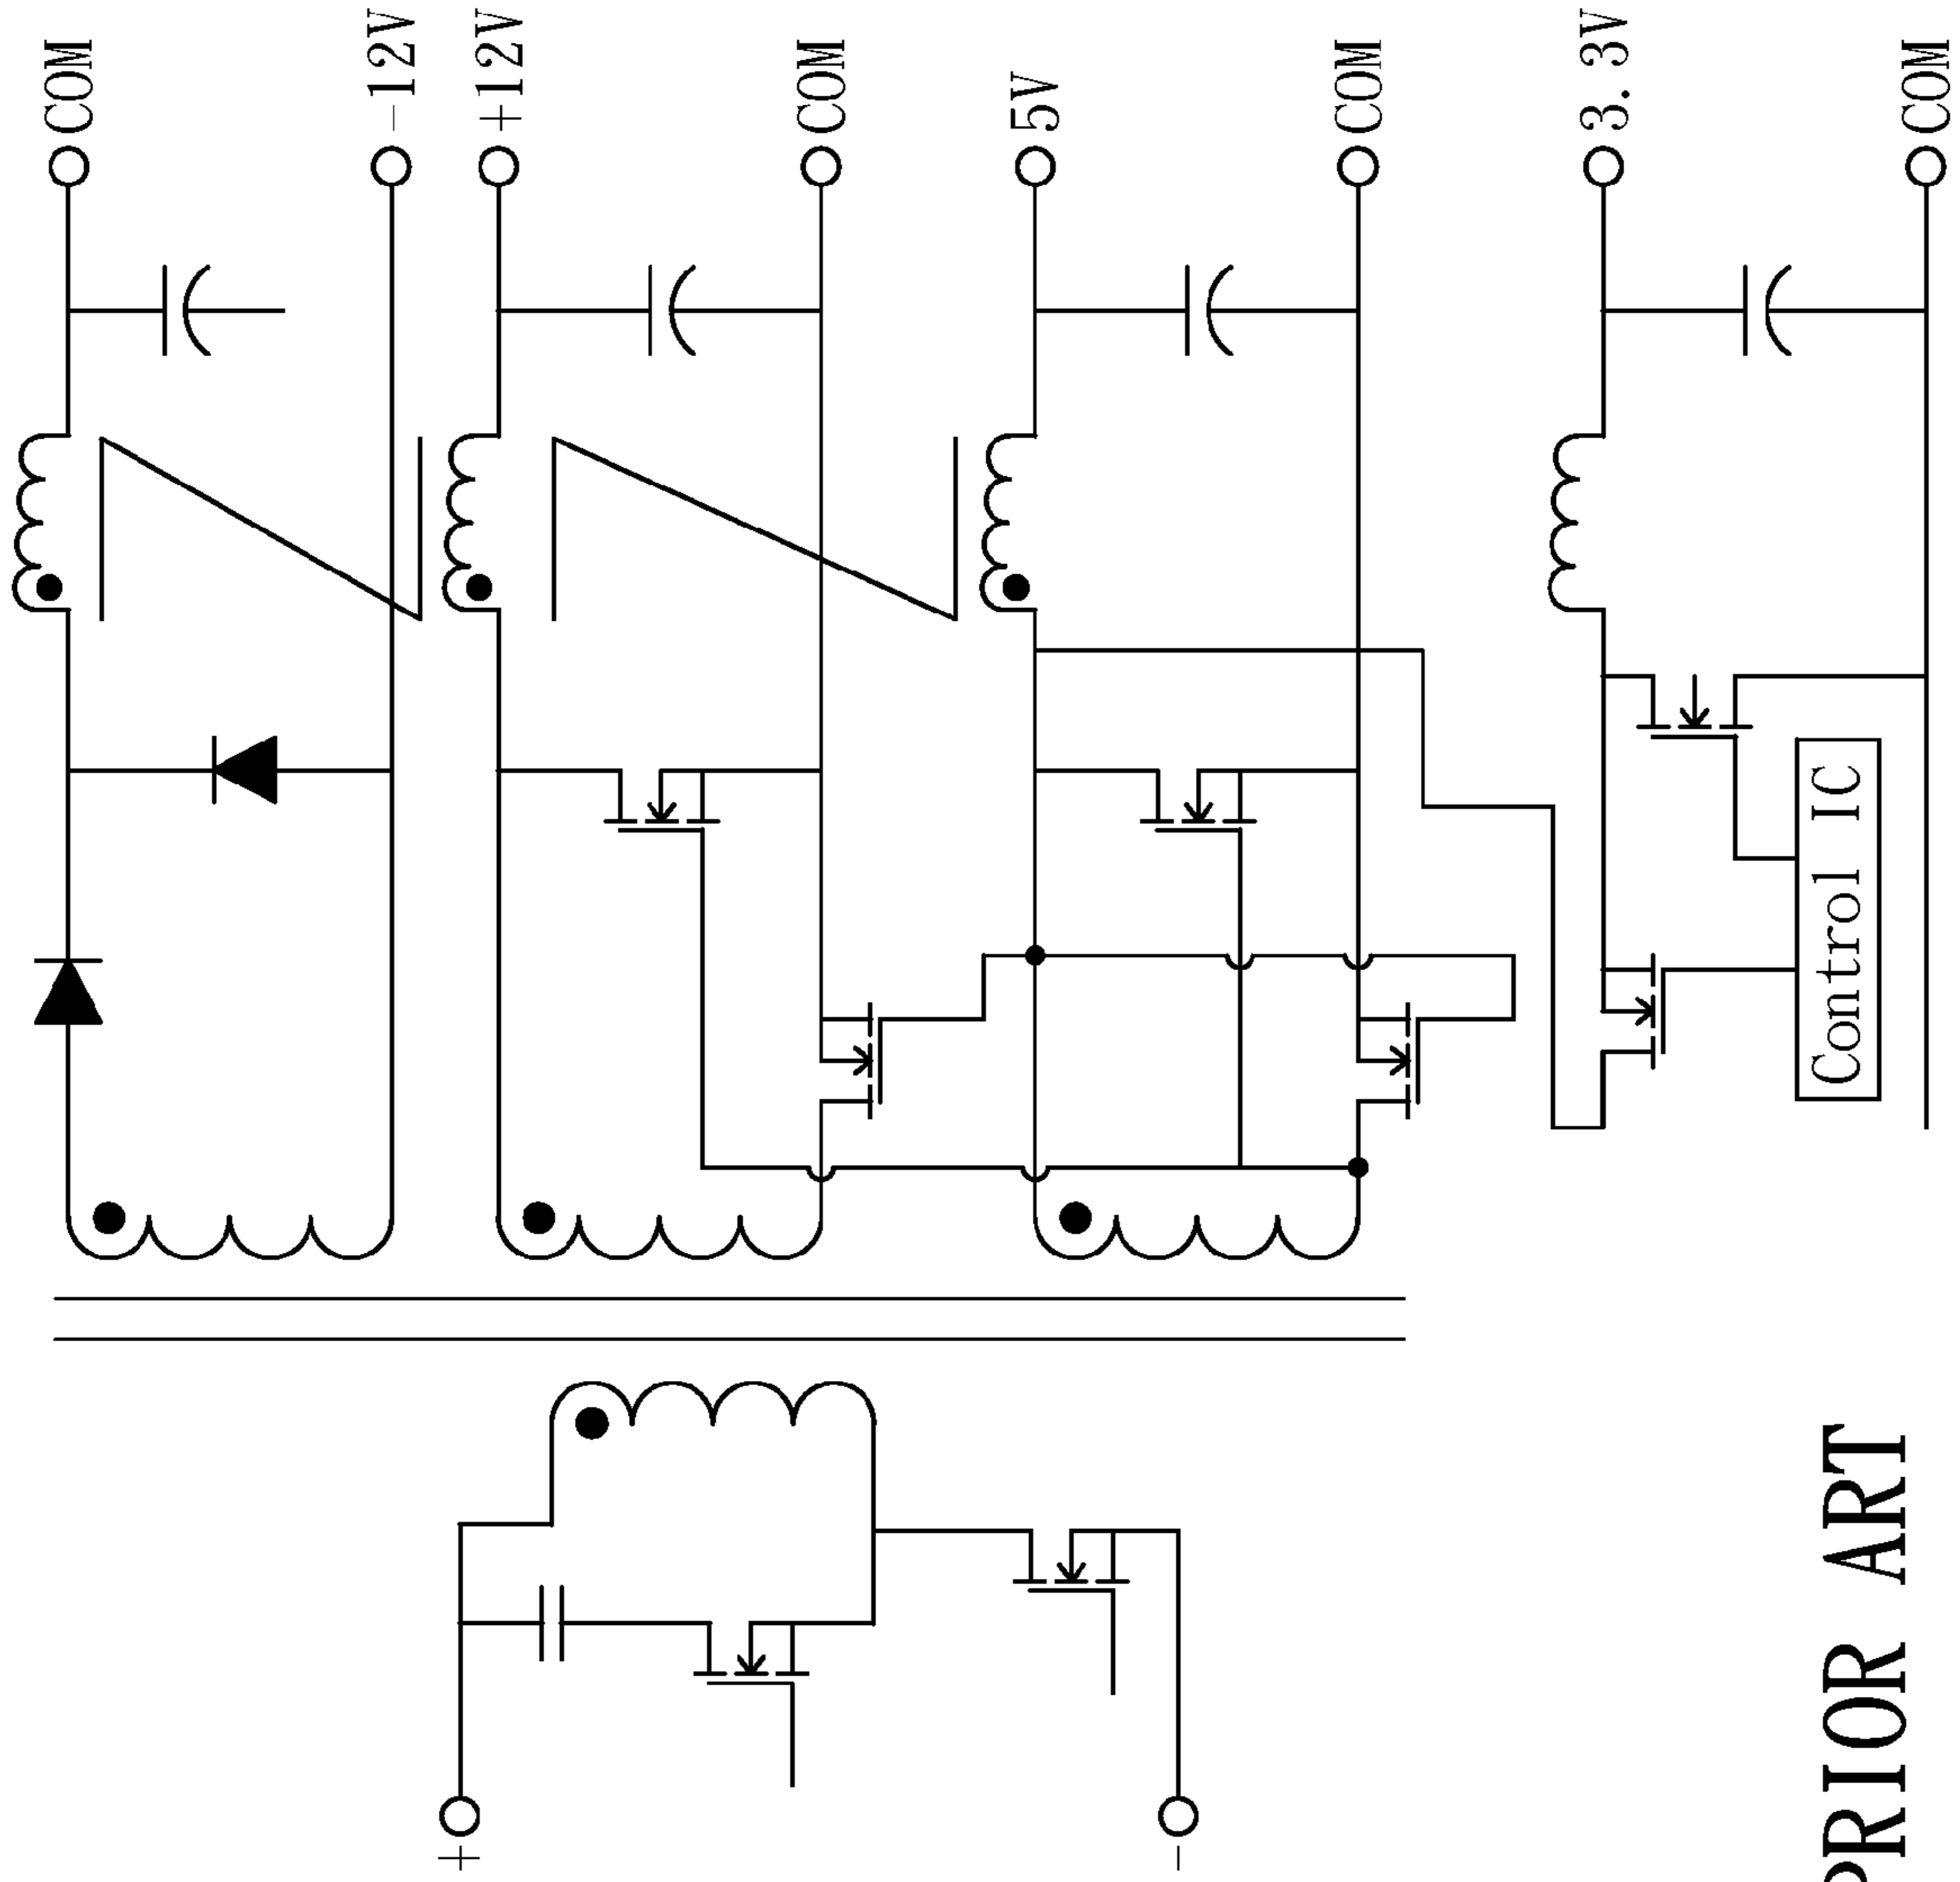 COM
-12V
+12V
COM
5V
COM
3.3V
COM
Control IC
+
-
PRIOR ART